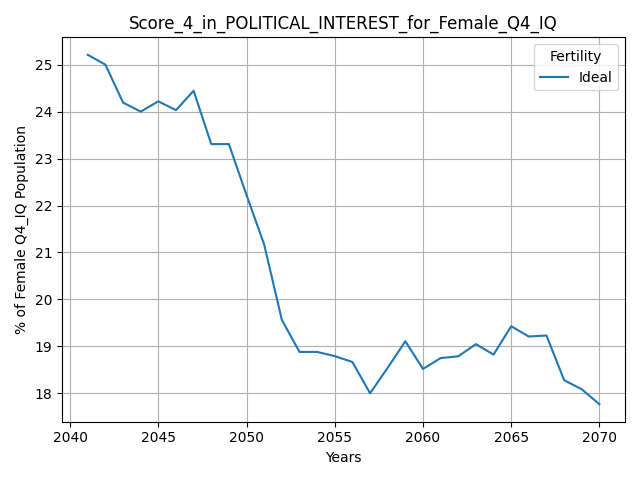 Score_4_in_POLITICAL_INTEREST_for_Female_Q4_IQ
Fertility
Ideal
% of Female Q4_IQ Population
25
24
23
22
21
20
19
18
2040 2045 2050 2055 2060 2065 2070
Years